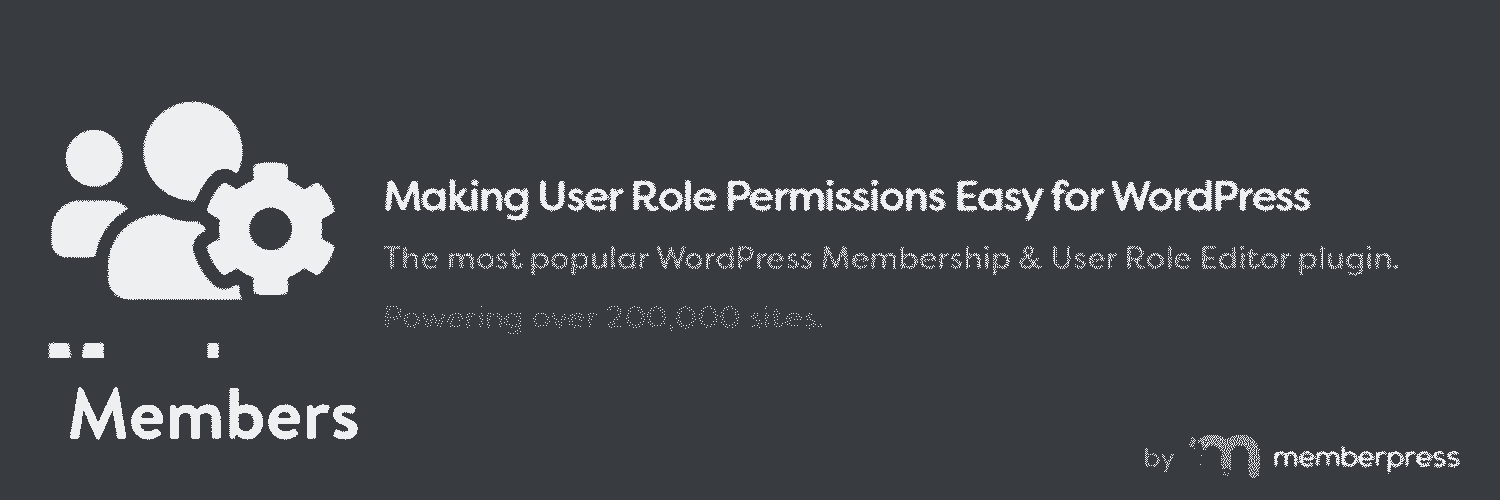 Making User Role Permissions Easy for WordPress
The most popular WordPress Membership & User Role Editor plugin.
Powering over 200,000 sites.
Members
by m memberpress